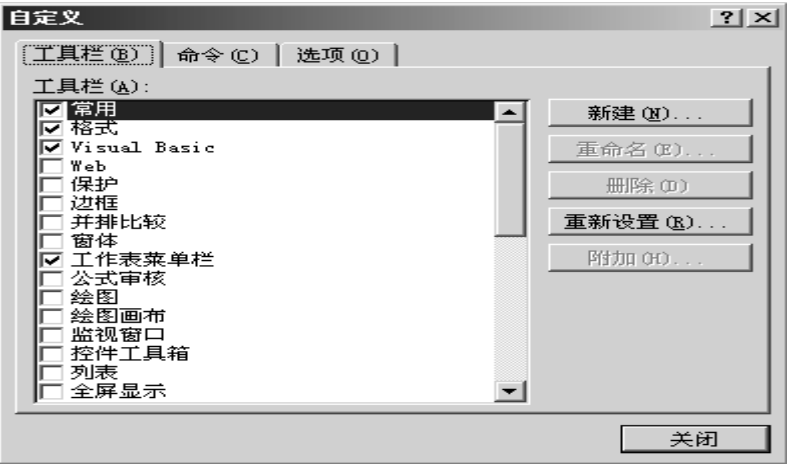 自定义
工具栏(B) 命令(C) 选项(O)
工具栏(A):
常用
格式
Visual Basic
Web
保护
边框
并排比较
窗体
工作表菜单栏
公式审核
绘图
绘图画布
监视窗口
控件工具箱
列表
全屏显示
新建(N)...
重命名(E)...
删除(D)
重新设置(R)...
附加(H)...
关闭